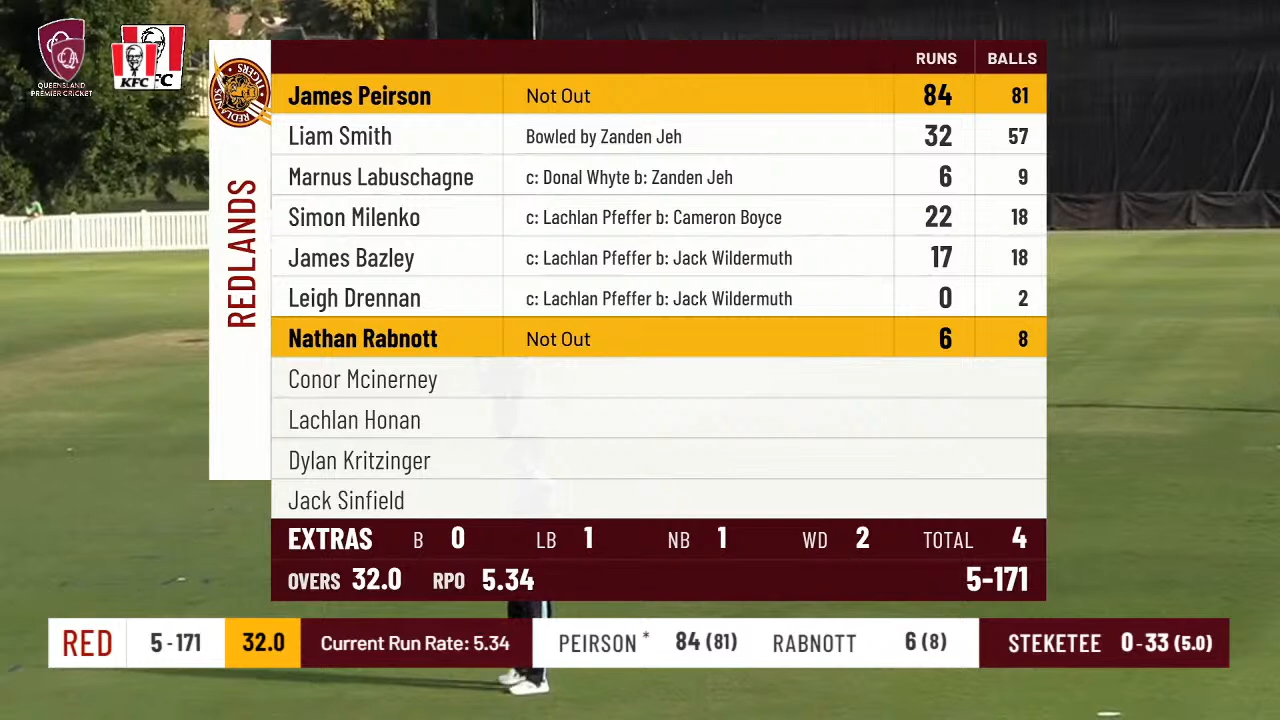 QUEENSLAND
PREMIER CRICKET
KFC
FC
REDLANDS
TIGERS
REDLANDS
RUNS BALLS
James Peirson Not Out 84 81
Liam Smith Bowled by Zanden Jeh 32 57
Marnus Labuschagne c: Donal Whyte b: Zanden Jeh 6 9
Simon Milenko c: Lachlan Pfeffer b: Cameron Boyce 22 18
James Bazley c: Lachlan Pfeffer b: Jack Wildermuth 17 18
Leigh Drennan c: Lachlan Pfeffer b: Jack Wildermuth 0 2
Nathan Rabnott Not Out 6 8
Conor Mcinerney
Lachlan Honan
Dylan Kritzinger
Jack Sinfield
EXTRAS B 0 LB 1 NB 1 WD 2 TOTAL 4
OVERS 32.0 RPO 5.34 5-171
RED 5-171 32.0 Current Run Rate: 5.34 PEIRSON* 84 (81) RABNOTT 6 (8) STEKETEE 0-33 (5.0)